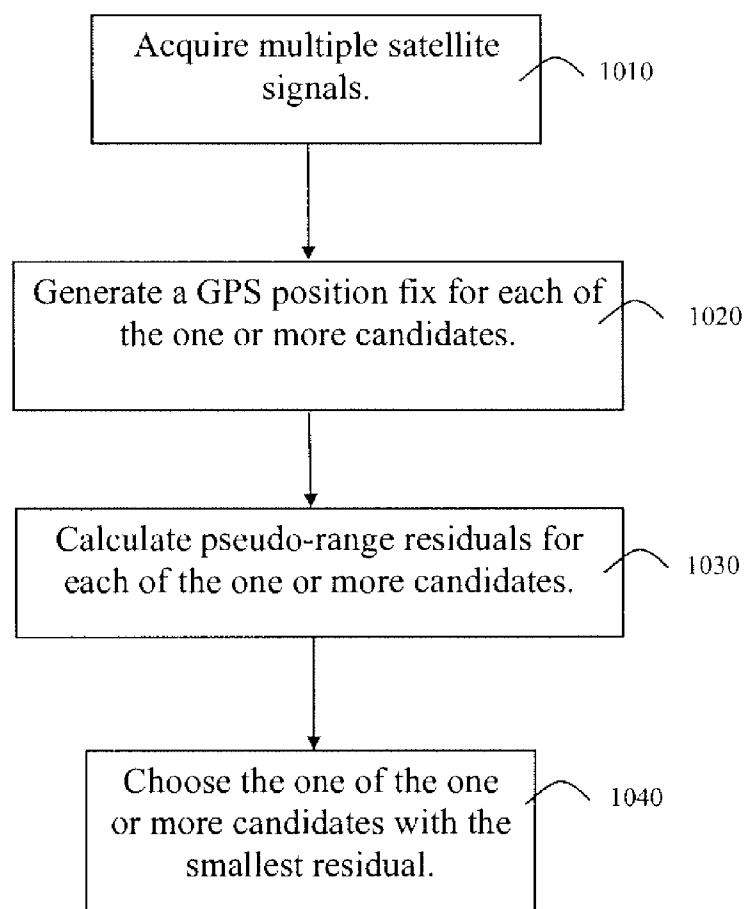 Acquire multiple satellite
signals.
1010
Generate a GPS position fix for each of
the one or more candidates.
1020
Calculate pseudo-range residuals for
each of the one or more candidates.
1030
Choose the one of the one
or more candidates with the
smallest residual.
1040